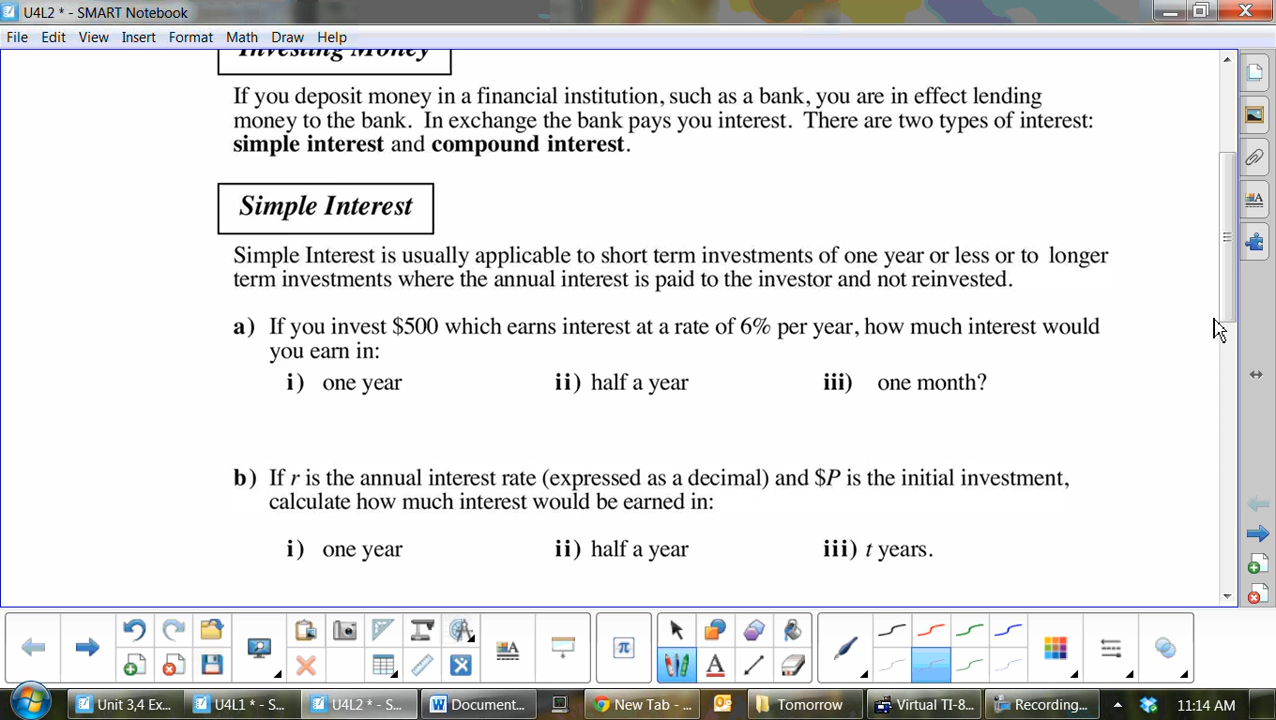 U4L2 * - SMART Notebook
File Edit View Insert Format Math Draw Help
Investing Money
If you deposit money in a financial institution, such as a bank, you are in effect lending
money to the bank. In exchange the bank pays you interest. There are two types of interest:
simple interest and compound interest.
Simple Interest
Simple Interest is usually applicable to short term investments of one year or less or to longer
term investments where the annual interest is paid to the investor and not reinvested.
a) If you invest $500 which earns interest at a rate of 6% per year, how much interest would
you earn in:
i) one year ii) half a year iii) one month?
b) If r is the annual interest rate (expressed as a decimal) and $P is the initial investment,
calculate how much interest would be earned in:
i) one year ii) half a year iii) t years.
π
A
Unit 3,4 Ex... U4L1 * - S... U4L2 * - S... Document... New Tab - ... Tomorrow Virtual TI-8... Recording... 11:14 AM